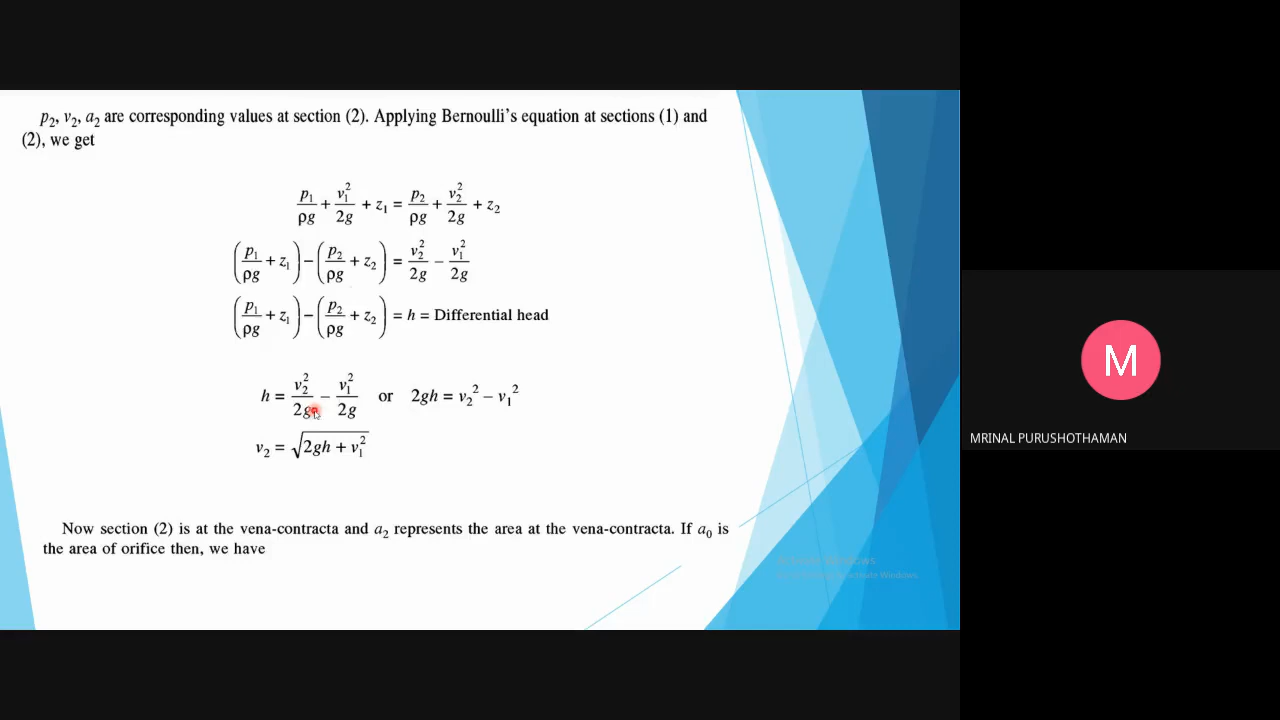 p₂, v₂, a₂ are corresponding values at section (2). Applying Bernoulli's equation at sections (1) and
(2), we get
p₁/ρg + v₁²/2g + z₁ = p₂/ρg + v₂²/2g + z₂
(p₁/ρg + z₁) − (p₂/ρg + z₂) = v₂²/2g − v₁²/2g
(p₁/ρg + z₁) − (p₂/ρg + z₂) = h = Differential head
h = v₂²/2g − v₁²/2g or 2gh = v₂² − v₁²
v₂ = √(2gh + v₁²)
Now section (2) is at the vena-contracta and a₂ represents the area at the vena-contracta. If a₀ is
the area of orifice then, we have
M
MRINAL PURUSHOTHAMAN
Windows
Windows